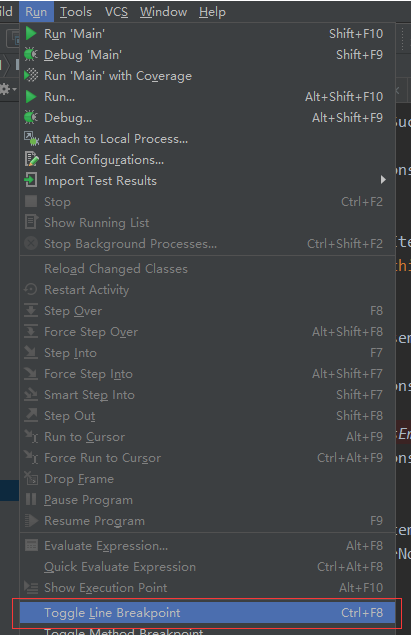 ild Run Tools VCS Window Help
Run 'Main' Shift+F10
Debug 'Main' Shift+F9
Run 'Main' with Coverage
Run... Alt+Shift+F10
Debug... Alt+Shift+F9
Attach to Local Process...
Edit Configurations...
Import Test Results
Stop Ctrl+F2
Show Running List
Stop Background Processes... Ctrl+Shift+F2
Reload Changed Classes
Restart Activity
Step Over F8
Force Step Over Alt+Shift+F8
Step Into F7
Force Step Into Alt+Shift+F7
Smart Step Into Shift+F7
Step Out Shift+F8
Run to Cursor Alt+F9
Force Run to Cursor Ctrl+Alt+F9
Drop Frame
Pause Program
Resume Program F9
Evaluate Expression... Alt+F8
Quick Evaluate Expression Ctrl+Alt+F8
Show Execution Point Alt+F10
Toggle Line Breakpoint Ctrl+F8
Toggle Method Breakpoint